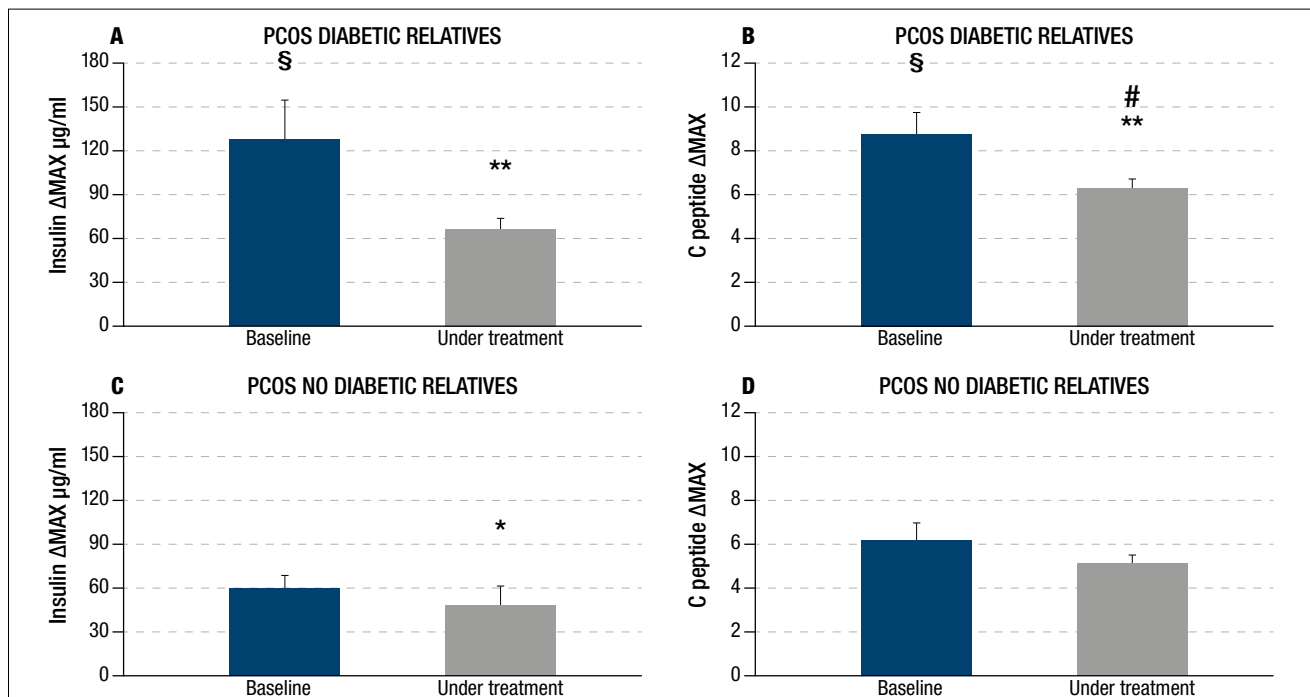 A PCOS DIABETIC RELATIVES
Insulin ΔMAX µg/ml
180
150
120
90
60
30
0
§
**
Baseline Under treatment
B PCOS DIABETIC RELATIVES
C peptide ΔMAX
12
10
8
6
4
2
0
§
#
**
Baseline Under treatment
C PCOS NO DIABETIC RELATIVES
Insulin ΔMAX µg/ml
180
150
120
90
60
30
0
*
Baseline Under treatment
D PCOS NO DIABETIC RELATIVES
C peptide ΔMAX
12
10
8
6
4
2
0
Baseline Under treatment